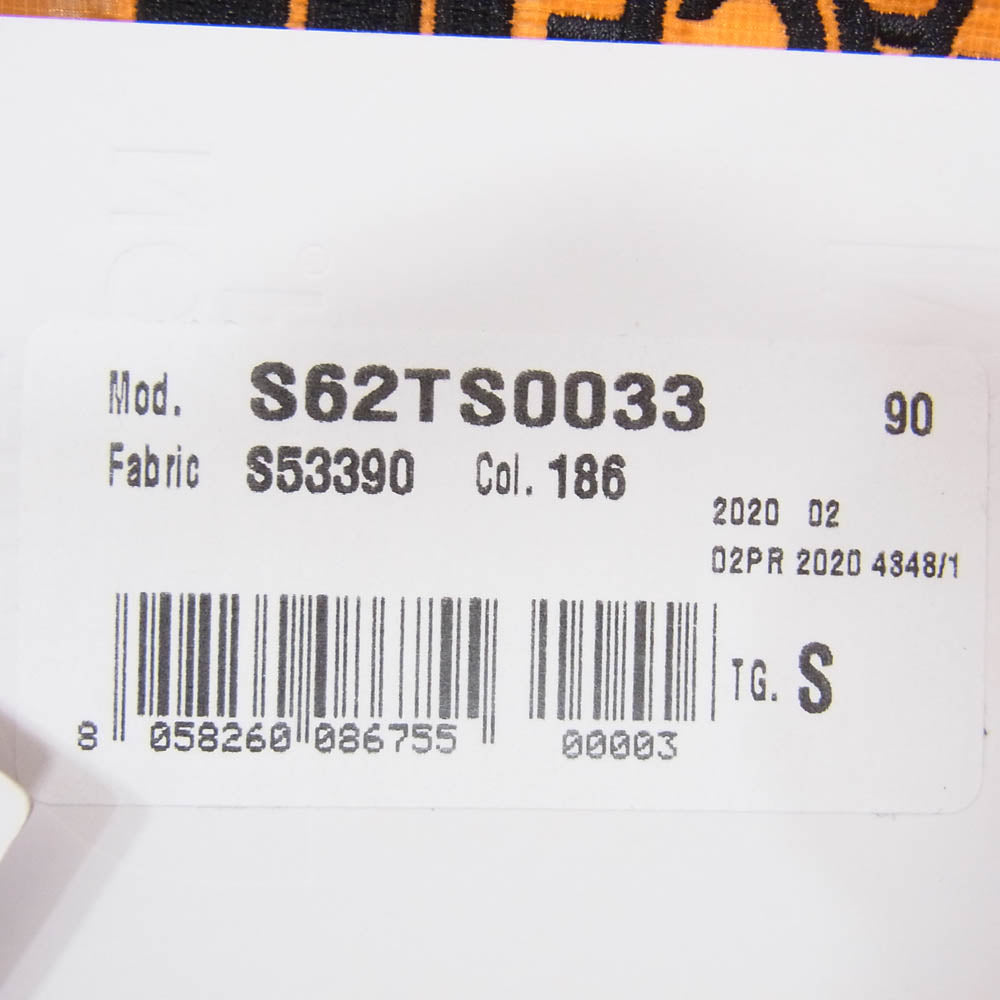 Mod. S62TS0033 90
Fabric S53390 Col. 186
2020 02
02PR 2020 4348/1
TG. S
8 058260 086755 00003